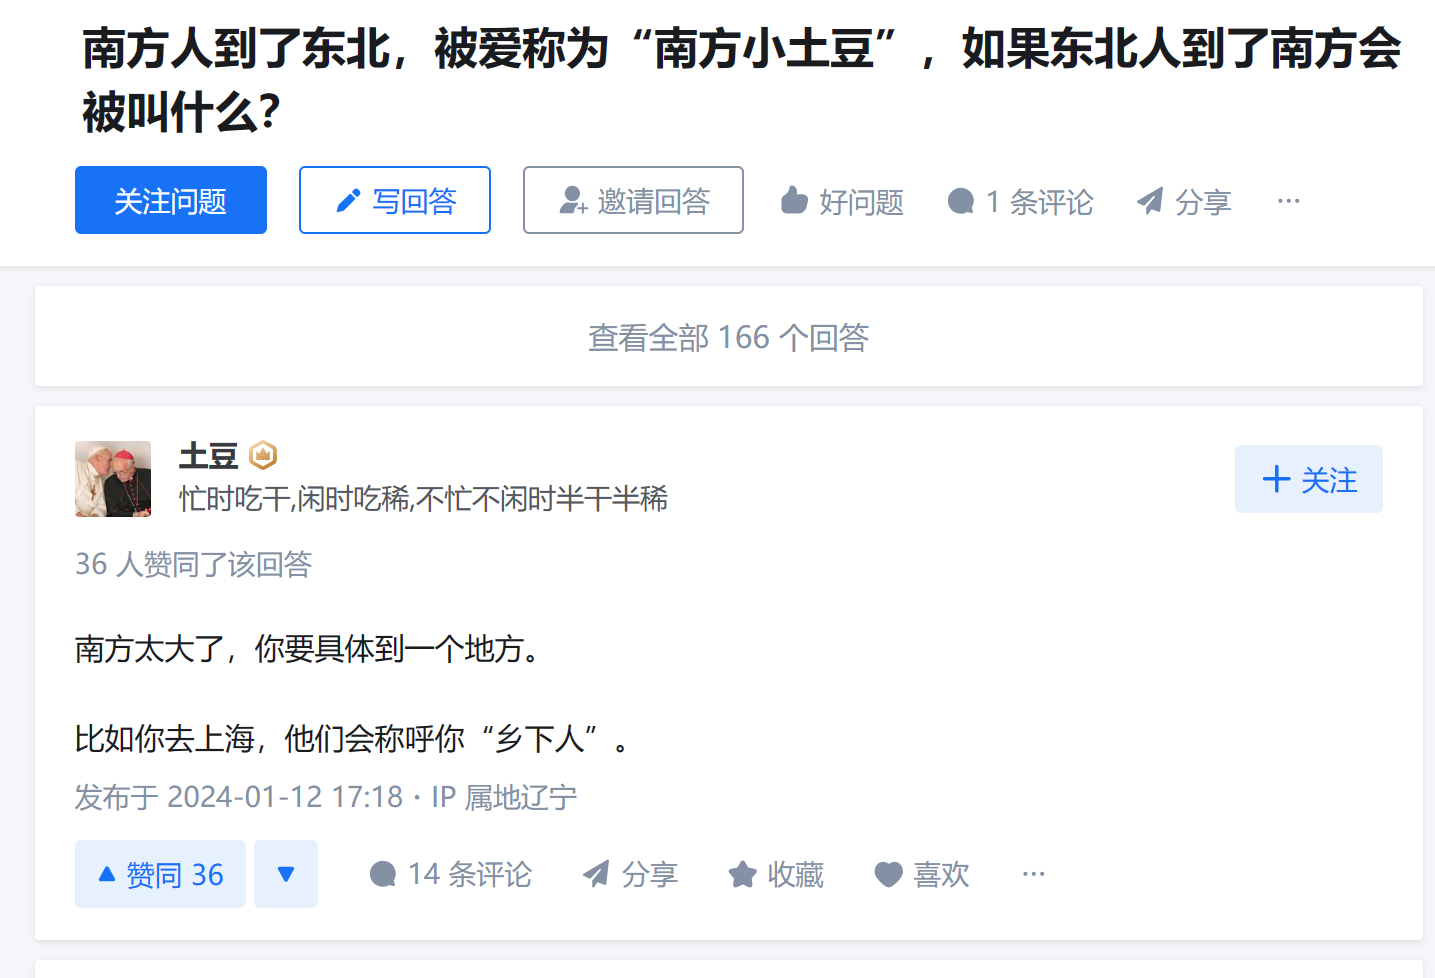 南方人到了东北，被爱称为“南方小土豆”，如果东北人到了南方会
被叫什么？
关注问题 写回答 邀请回答 好问题 1 条评论 分享 ···
查看全部 166 个回答
土豆
忙时吃干,闲时吃稀,不忙不闲时半干半稀
+ 关注
36 人赞同了该回答
南方太大了，你要具体到一个地方。
比如你去上海，他们会称呼你“乡下人”。
发布于 2024-01-12 17:18 · IP 属地辽宁
赞同 36 14 条评论 分享 收藏 喜欢 ···